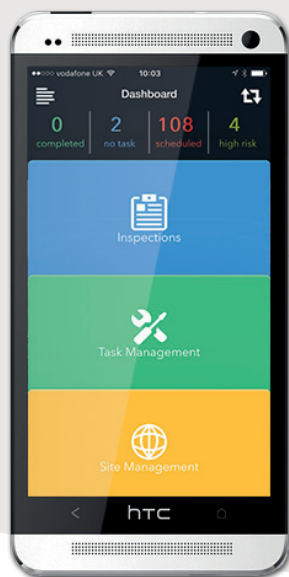 vodafone UK 10:03
Dashboard
0 2 108 4
completed no task scheduled high risk
Inspections
Task Management
Site Management
hTC